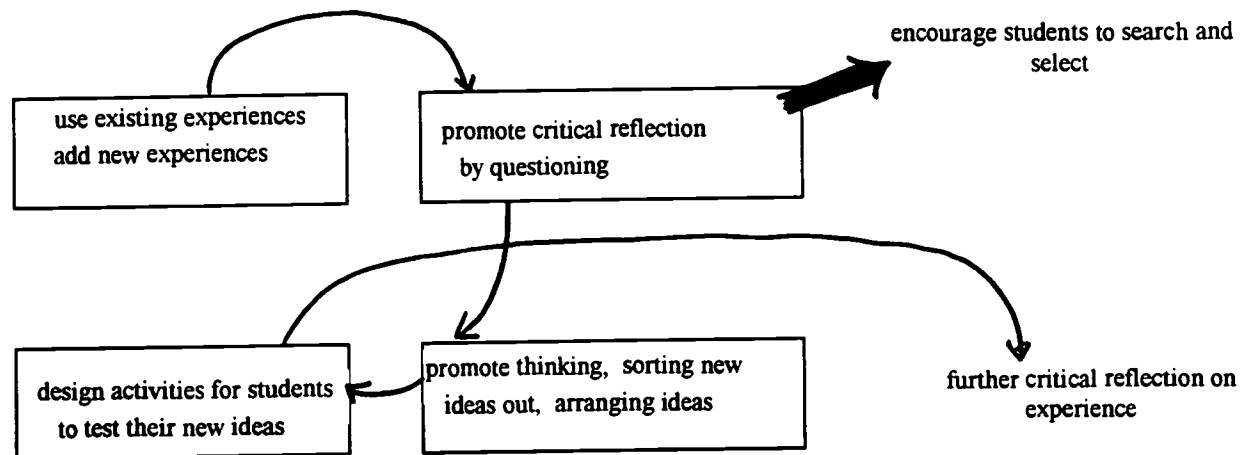 encourage students to search and
select
use existing experiences
add new experiences
promote critical reflection
by questioning
design activities for students
to test their new ideas
promote thinking, sorting new
ideas out, arranging ideas
further critical reflection on
experience